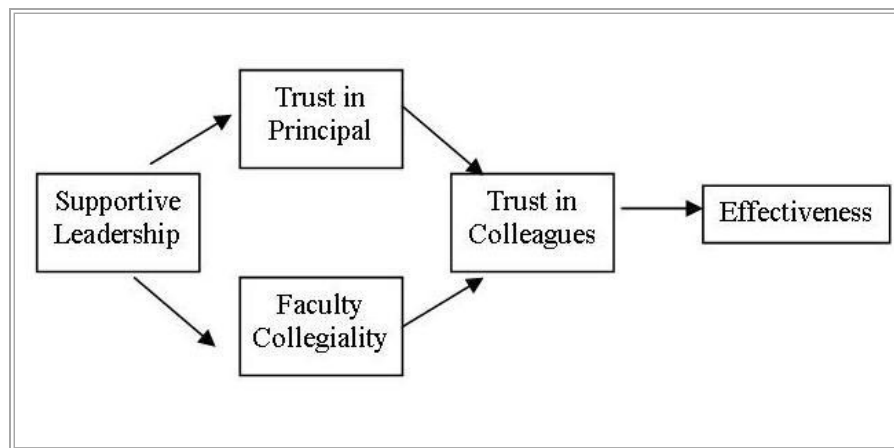 Trust in
Principal
Supportive
Leadership
Trust in
Colleagues
Effectiveness
Faculty
Collegiality